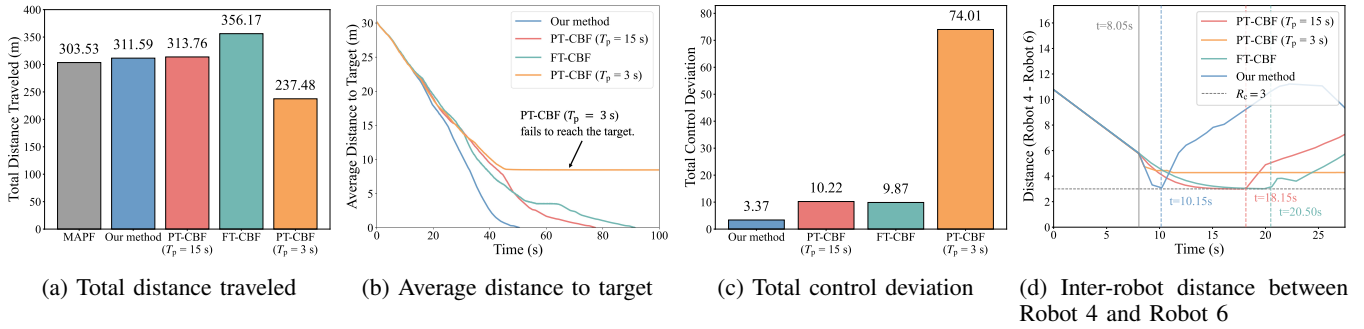 Total Distance Traveled (m)
400
350
300
250
200
150
100
50
0
303.53
311.59
313.76
356.17
237.48
MAPF
Our method
PT-CBF
(Tp = 15 s)
FT-CBF
PT-CBF
(Tp = 3 s)
(a) Total distance traveled
Average Distance to Target
30
25
20
15
10
5
0
Our method
PT-CBF (Tp = 15 s)
FT-CBF
PT-CBF (Tp = 3 s)
PT-CBF (Tp = 3 s)
fails to reach the target.
0
20
40
60
80
100
Time (s)
(b) Average distance to target
Total Control Deviation
80
70
60
50
40
30
20
10
0
3.37
10.22
9.87
74.01
Our method
PT-CBF
(Tp = 15 s)
FT-CBF
PT-CBF
(Tp = 3 s)
(c) Total control deviation
Distance (Robot 4 - Robot 6)
16
14
12
10
8
6
4
2
0
t=8.05s
PT-CBF (Tp = 15 s)
PT-CBF (Tp = 3 s)
FT-CBF
Our method
Rc = 3
t=10.15s
t=18.15s
t=20.50s
0
5
10
15
20
25
Time (s)
(d) Inter-robot distance between
Robot 4 and Robot 6